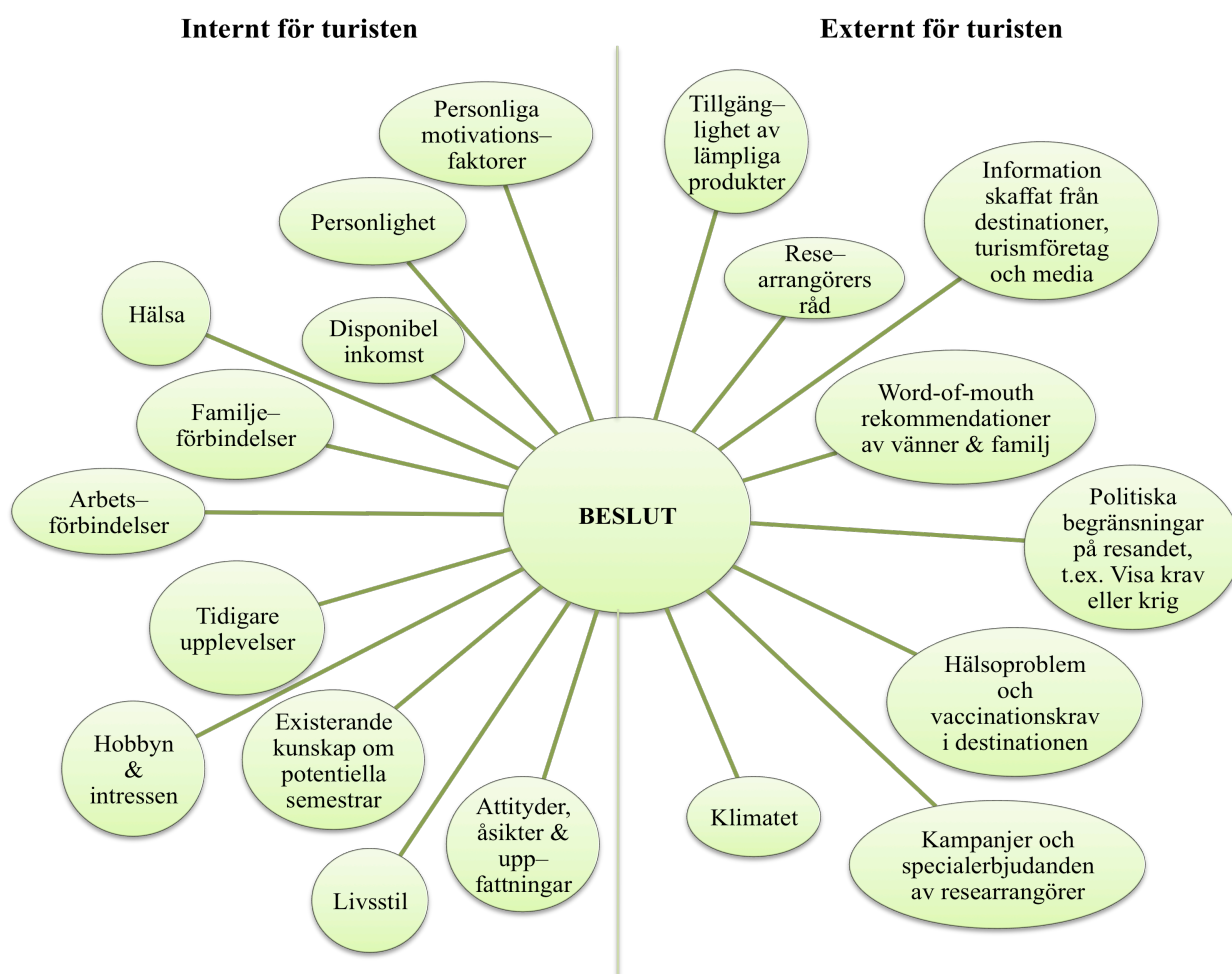 Internt för turisten
Externt för turisten
Personliga
motivations–
faktorer
Personlighet
Hälsa
Disponibel
inkomst
Familje–
förbindelser
Arbets–
förbindelser
Tidigare
upplevelser
Hobbyn
&
intressen
Existerande
kunskap om
potentiella
semestrar
Livsstil
Attityder,
åsikter &
upp–
fattningar
BESLUT
Tillgäng–
lighet av
lämpliga
produkter
Rese–
arrangörers
råd
Information
skaffat från
destinationer,
turismföretag
och media
Word-of-mouth
rekommendationer
av vänner & familj
Politiska
begränsningar
på resandet,
t.ex. Visa krav
eller krig
Hälsoproblem
och
vaccinationskrav
i destinationen
Klimatet
Kampanjer och
specialerbjudanden
av researrangörer